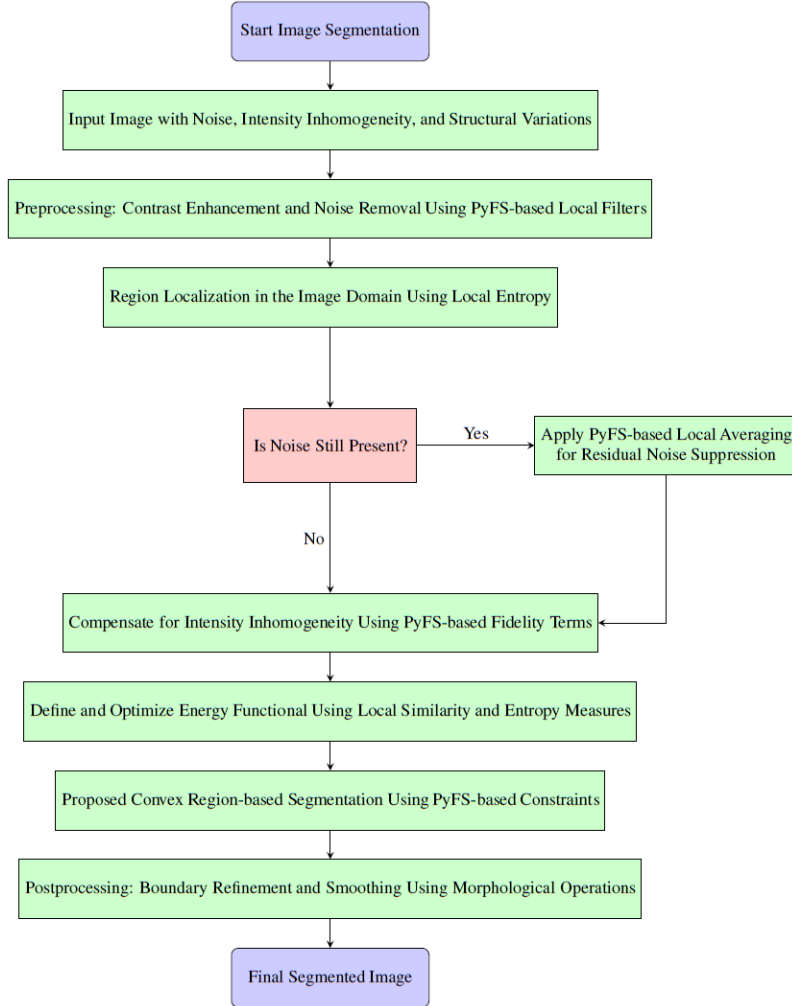 Start Image Segmentation
Input Image with Noise, Intensity Inhomogeneity, and Structural Variations
Preprocessing: Contrast Enhancement and Noise Removal Using PyFS-based Local Filters
Region Localization in the Image Domain Using Local Entropy
Is Noise Still Present?
Yes
Apply PyFS-based Local Averaging
for Residual Noise Suppression
No
Compensate for Intensity Inhomogeneity Using PyFS-based Fidelity Terms
Define and Optimize Energy Functional Using Local Similarity and Entropy Measures
Proposed Convex Region-based Segmentation Using PyFS-based Constraints
Postprocessing: Boundary Refinement and Smoothing Using Morphological Operations
Final Segmented Image